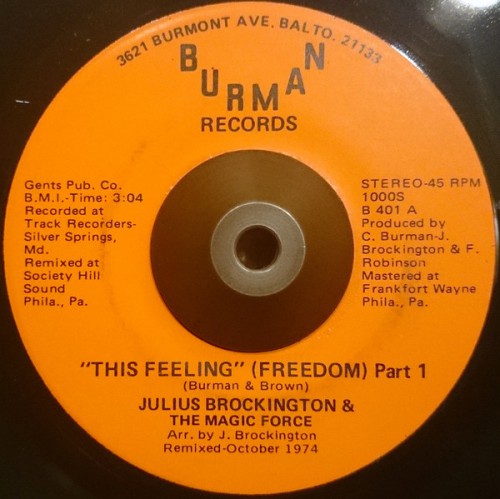 3621 BURMONT AVE. BALTO. 21133
BURMAN
RECORDS
Gents Pub. Co.
B.M.I.-Time: 3:04
Recorded at
Track Recorders-
Silver Springs,
Md.
Remixed at
Society Hill
Sound
Phila., Pa.
STEREO-45 RPM
1000S
B 401 A
Produced by
C. Burman-J.
Brockington & F.
Robinson
Mastered at
Frankfort Wayne
Phila., Pa.
"THIS FEELING" (FREEDOM) Part 1
(Burman & Brown)
JULIUS BROCKINGTON &
THE MAGIC FORCE
Arr. by J. Brockington
Remixed-October 1974